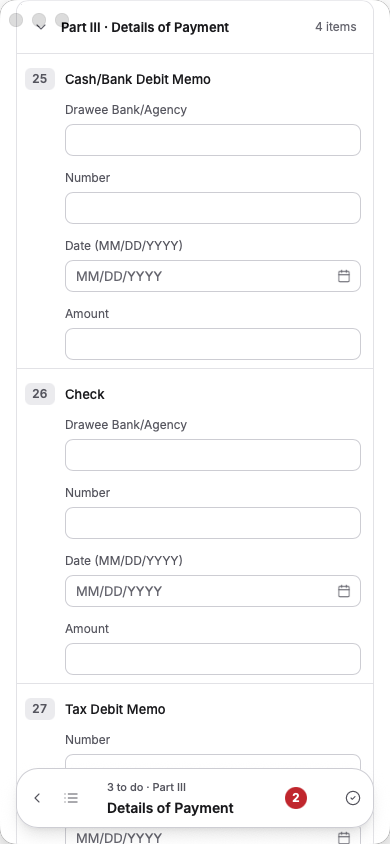 Part III · Details of Payment
4 items
25
Cash/Bank Debit Memo
Drawee Bank/Agency
Number
Date (MM/DD/YYYY)
MM/DD/YYYY
Amount
26
Check
Drawee Bank/Agency
Number
Date (MM/DD/YYYY)
MM/DD/YYYY
Amount
27
Tax Debit Memo
Number
3 to do · Part III
Details of Payment
2
MM/DD/YYYY